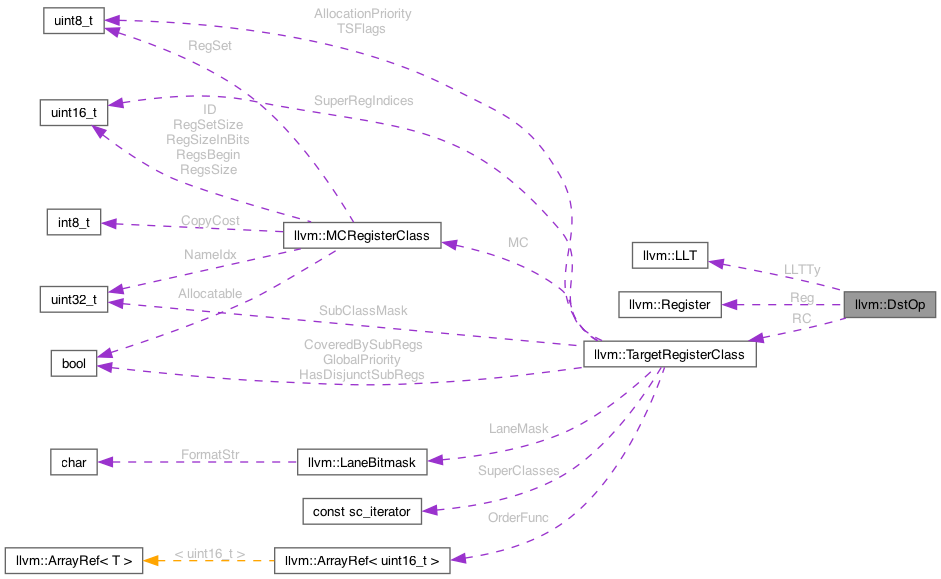 uint8_t
AllocationPriority
TSFlags
RegSet
uint16_t
SuperRegIndices
ID
RegSetSize
RegSizeInBits
RegsBegin
RegsSize
int8_t
CopyCost
llvm::MCRegisterClass
MC
llvm::LLT
NameIdx
LLTTy
uint32_t
Allocatable
llvm::Register
Reg
llvm::DstOp
SubClassMask
RC
bool
CoveredBySubRegs
GlobalPriority
HasDisjunctSubRegs
llvm::TargetRegisterClass
LaneMask
char
FormatStr
llvm::LaneBitmask
SuperClasses
const sc_iterator
OrderFunc
llvm::ArrayRef< T >
< uint16_t >
llvm::ArrayRef< uint16_t >